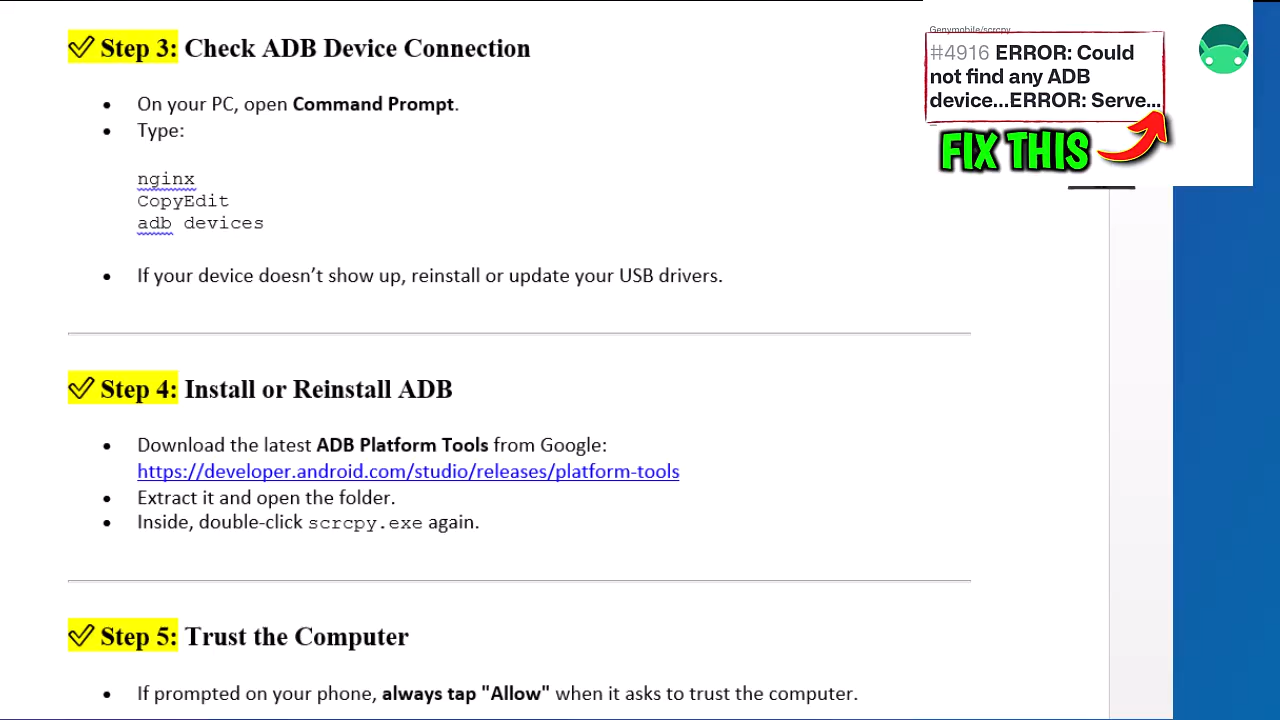 ✓ Step 3: Check ADB Device Connection
• On your PC, open Command Prompt.
• Type:
nginx
CopyEdit
adb devices
• If your device doesn’t show up, reinstall or update your USB drivers.
✓ Step 4: Install or Reinstall ADB
• Download the latest ADB Platform Tools from Google:
https://developer.android.com/studio/releases/platform-tools
• Extract it and open the folder.
• Inside, double-click scrcpy.exe again.
✓ Step 5: Trust the Computer
• If prompted on your phone, always tap "Allow" when it asks to trust the computer.
Genymobile/scrcpy
#4916 ERROR: Could
not find any ADB
device...ERROR: Serve...
FIX THIS